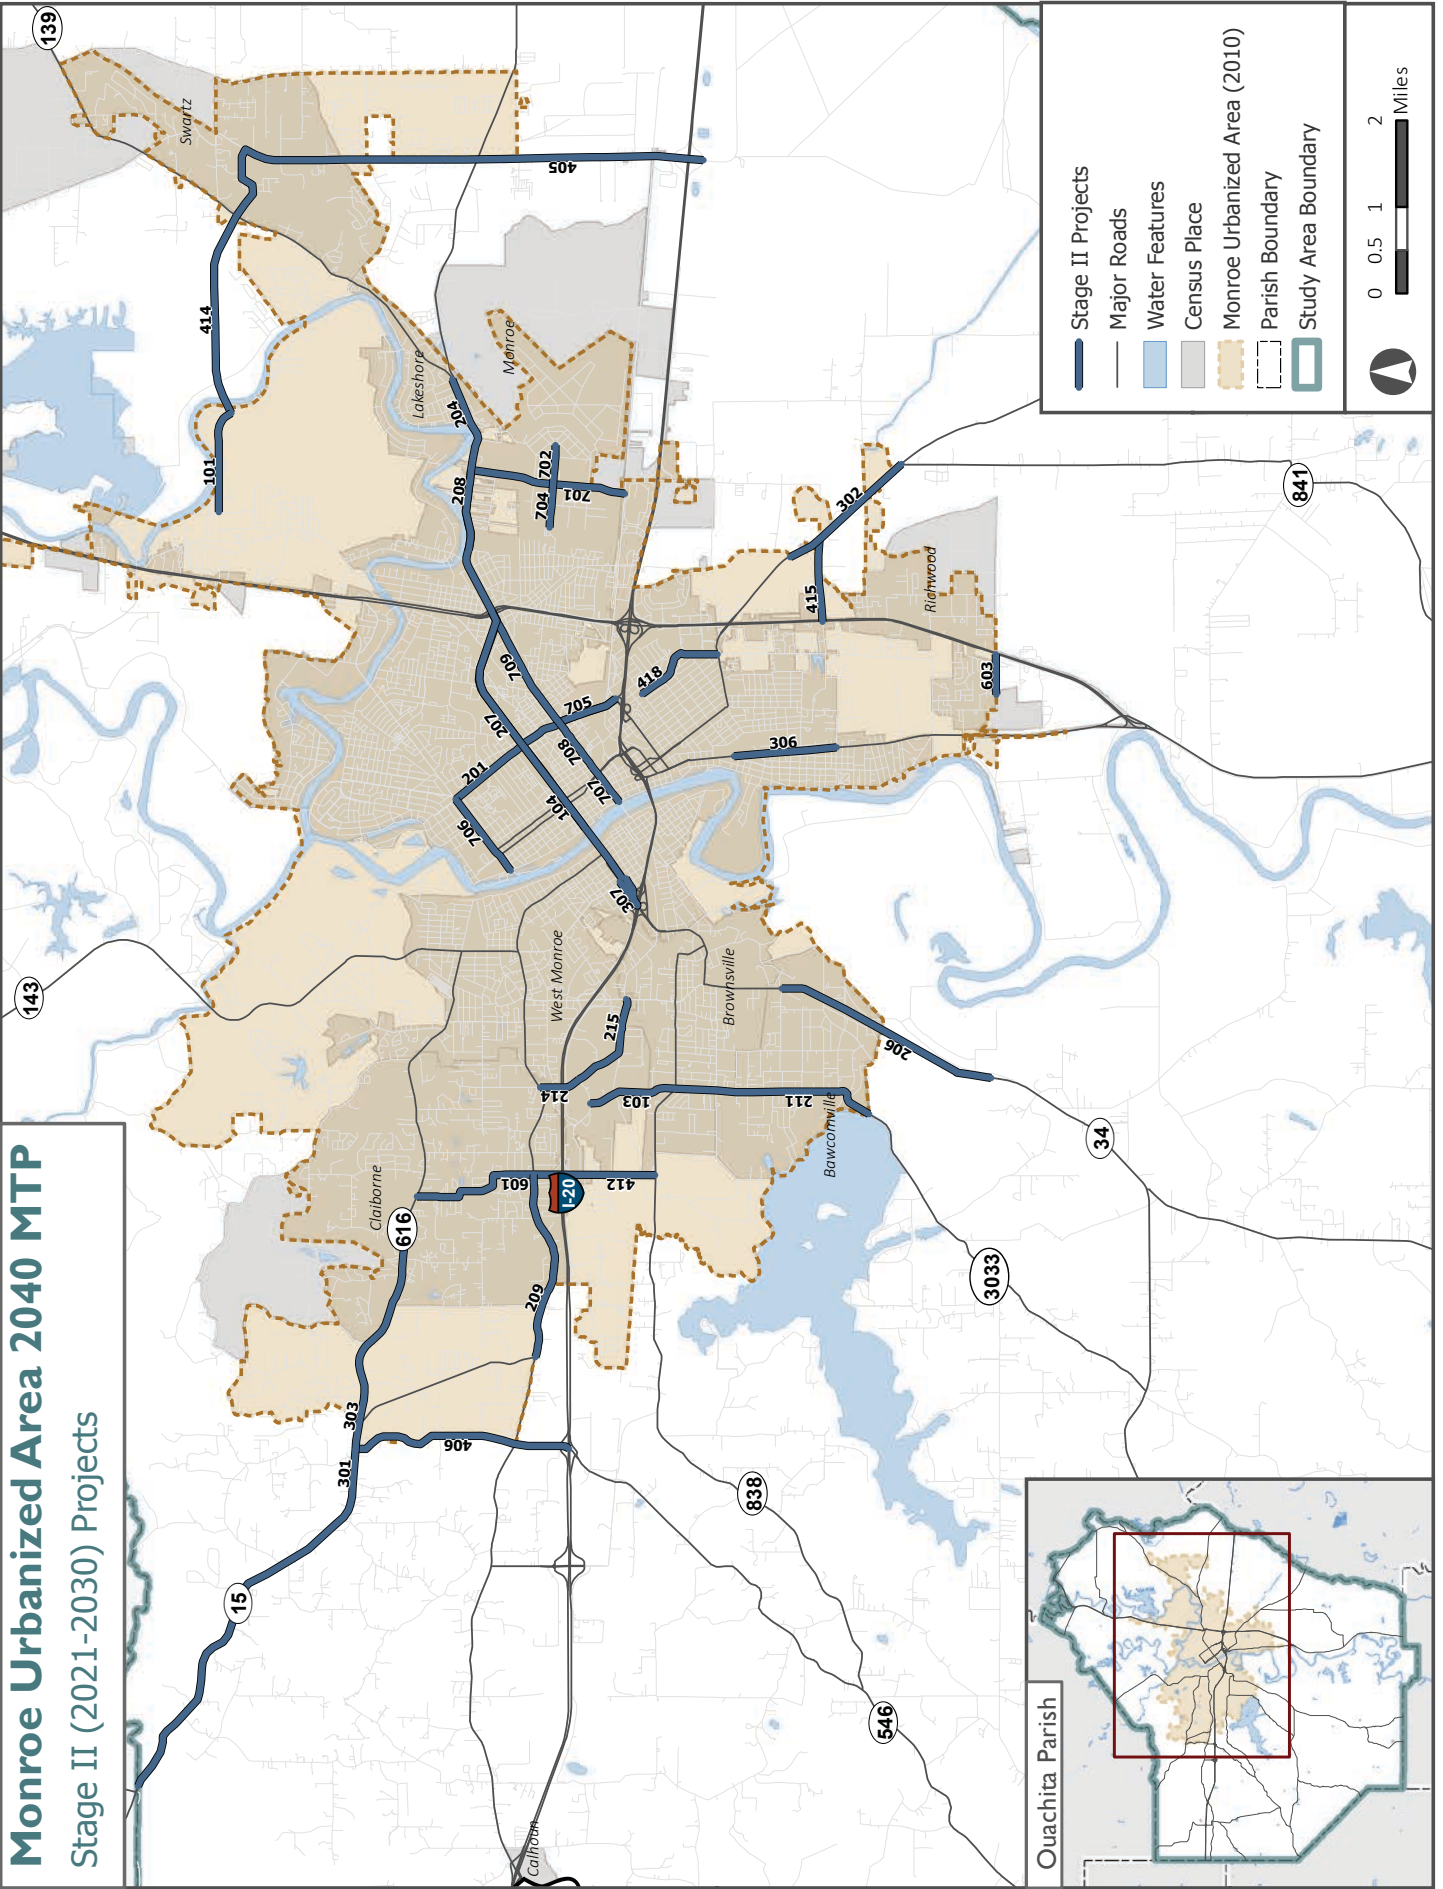 Monroe Urbanized Area 2040 MTP
Stage II (2021-2030) Projects
139
143
616
15
I-20
838
546
3033
34
841
Swartz
Lakeshore
Monroe
Richwood
West Monroe
Brownsville
Bawcomville
Claiborne
Calhoun
414
101
405
204
208
702
704
701
302
415
603
418
306
709
705
207
708
201
707
104
706
307
215
214
103
211
206
601
412
209
303
301
406
Stage II Projects
Major Roads
Water Features
Census Place
Monroe Urbanized Area (2010)
Parish Boundary
Study Area Boundary
0 0.5 1 2
Miles
Ouachita Parish